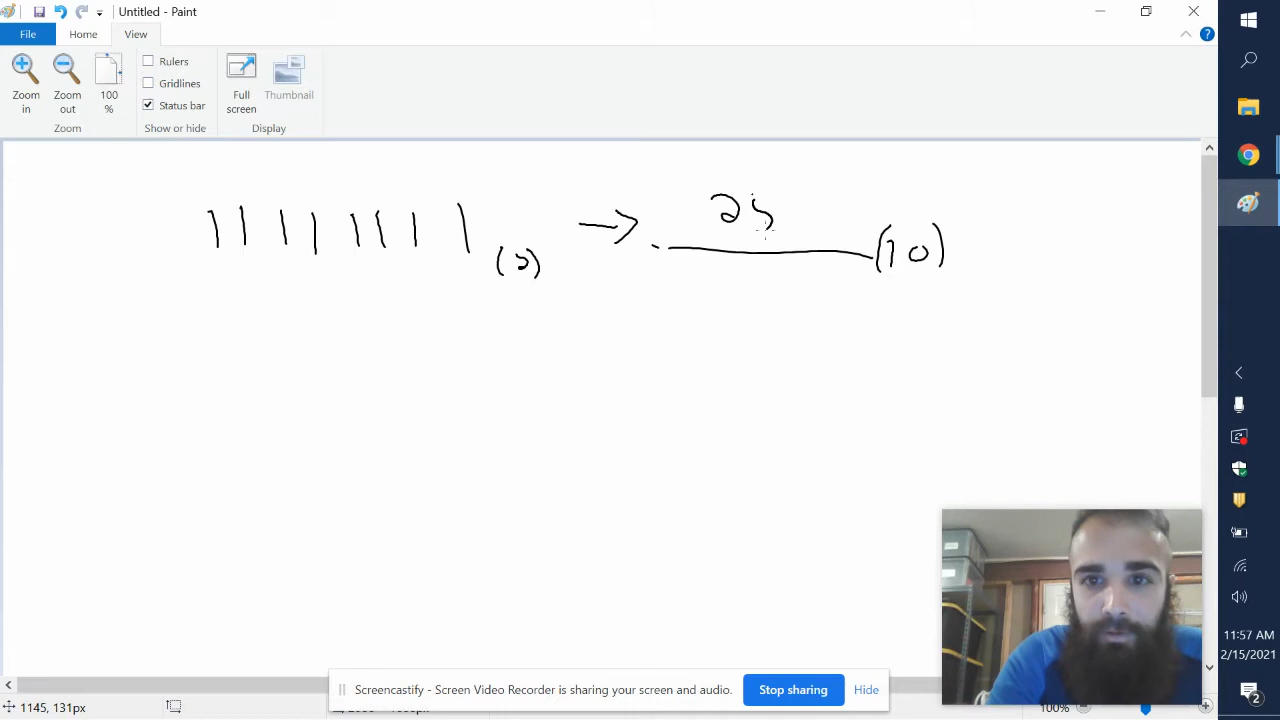 Untitled - Paint
File Home View
Zoom in
Zoom out
100 %
Rulers
Gridlines
Status bar
Full screen
Thumbnail
Zoom
Show or hide
Display
11111111 (2) → 25 (10)
Screencastify - Screen Video Recorder is sharing your screen and audio.
Stop sharing
Hide
1145, 131px
100%
11:57 AM
2/15/2021
2